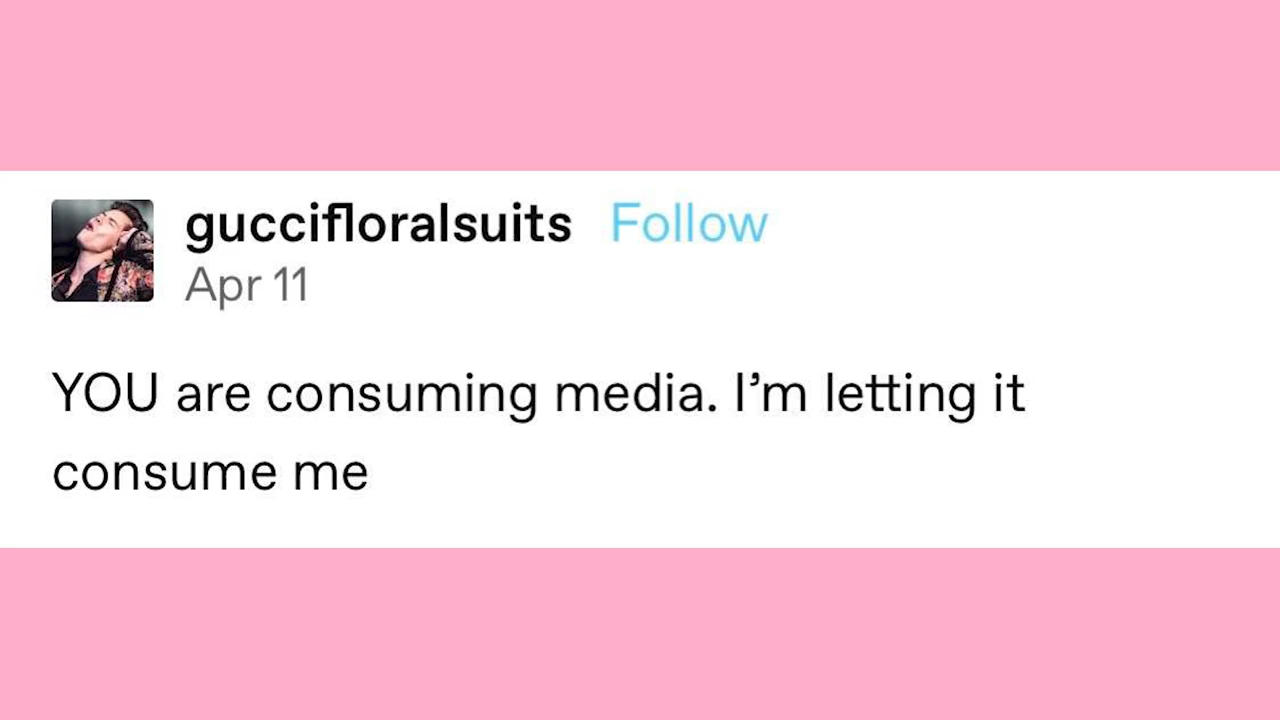 guccifloralsuits Follow
Apr 11
YOU are consuming media. I’m letting it
consume me